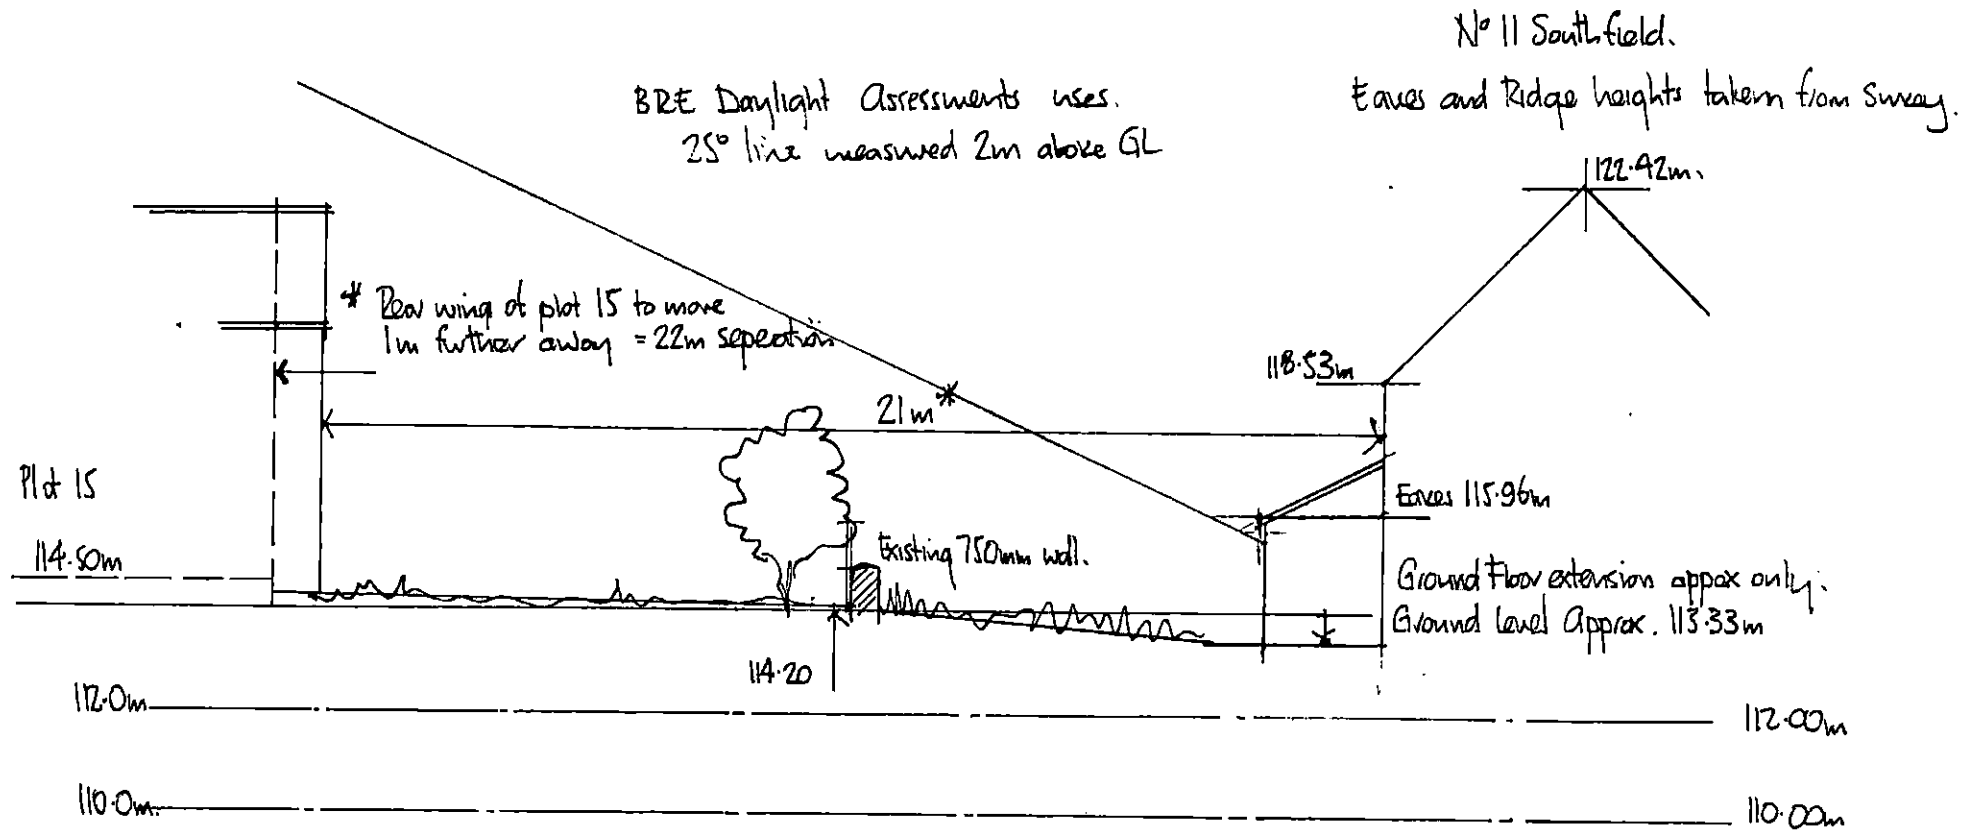 Nº 11 Southfield.
Eaves and Ridge heights takem from Survey.
BRE Daylight Assessments uses.
25° line measured 2m above GL
122.42m.
* Rear wing of plot 15 to move
1m further away = 22m seperation
118.53m
21m
Plot 15
Eaves 115.96m
114.50m
Existing 750mm wall.
Ground Floor extension appox only.
Ground level Approx. 113.33m
114.20
112.0m
112.00m
110.0m.
110.00m